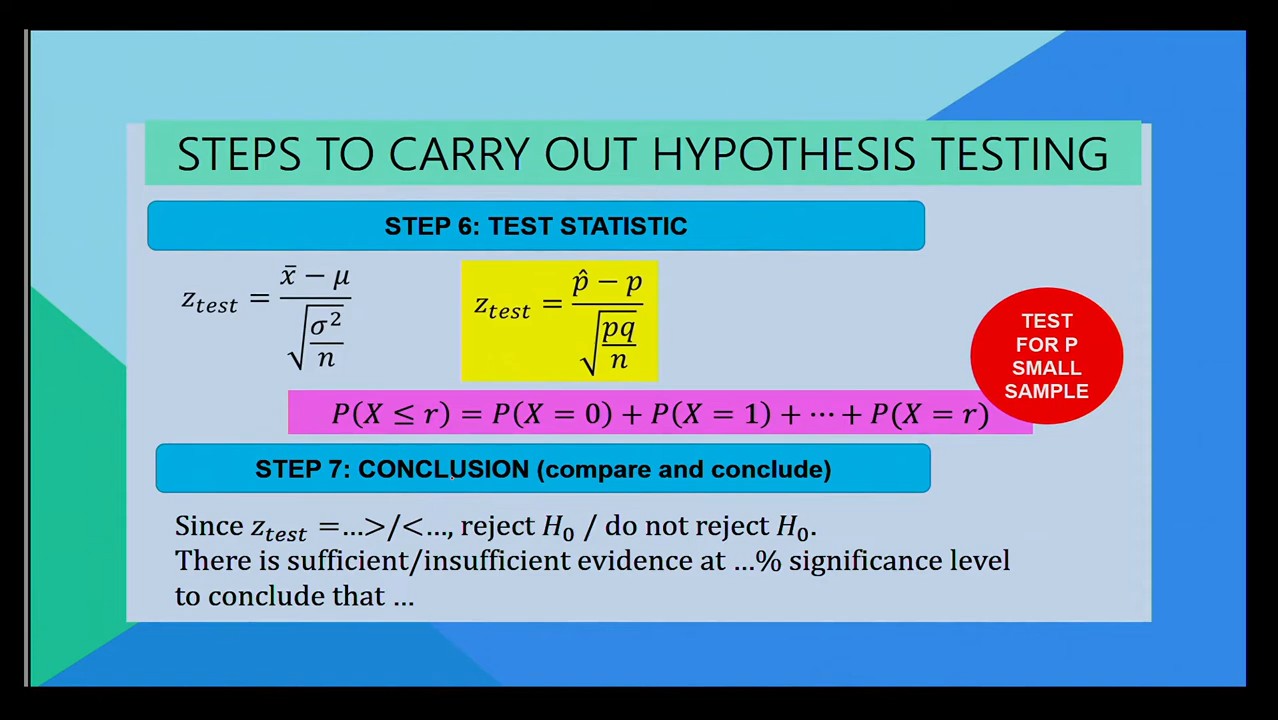 STEPS TO CARRY OUT HYPOTHESIS TESTING
STEP 6: TEST STATISTIC
z_test = (x̄ − μ) / √(σ²/n)
z_test = (p̂ − p) / √(pq/n)
TEST
FOR P
SMALL
SAMPLE
P(X ≤ r) = P(X = 0) + P(X = 1) + ⋯ + P(X = r)
STEP 7: CONCLUSION (compare and conclude)
Since z_test =...>/<..., reject H₀ / do not reject H₀.
There is sufficient/insufficient evidence at ...% significance level
to conclude that ...